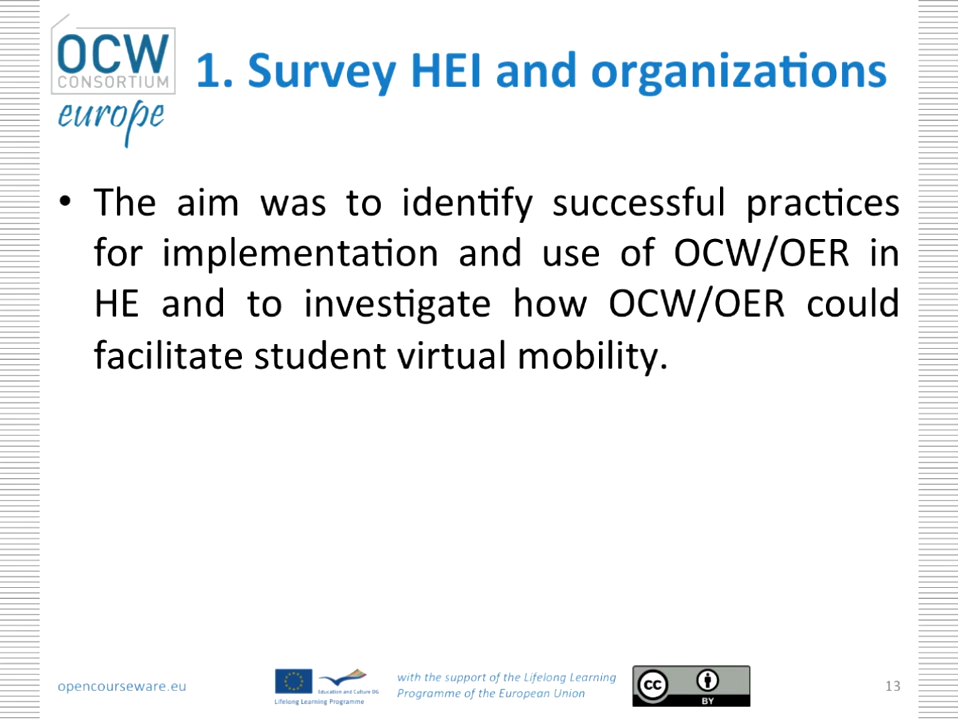 OCW
CONSORTIUM
europe
1. Survey HEI and organizations
• The aim was to identify successful practices
for implementation and use of OCW/OER in
HE and to investigate how OCW/OER could
facilitate student virtual mobility.
opencourseware.eu
Education and Culture DG
Lifelong Learning Programme
with the support of the Lifelong Learning
Programme of the European Union
cc
BY
13